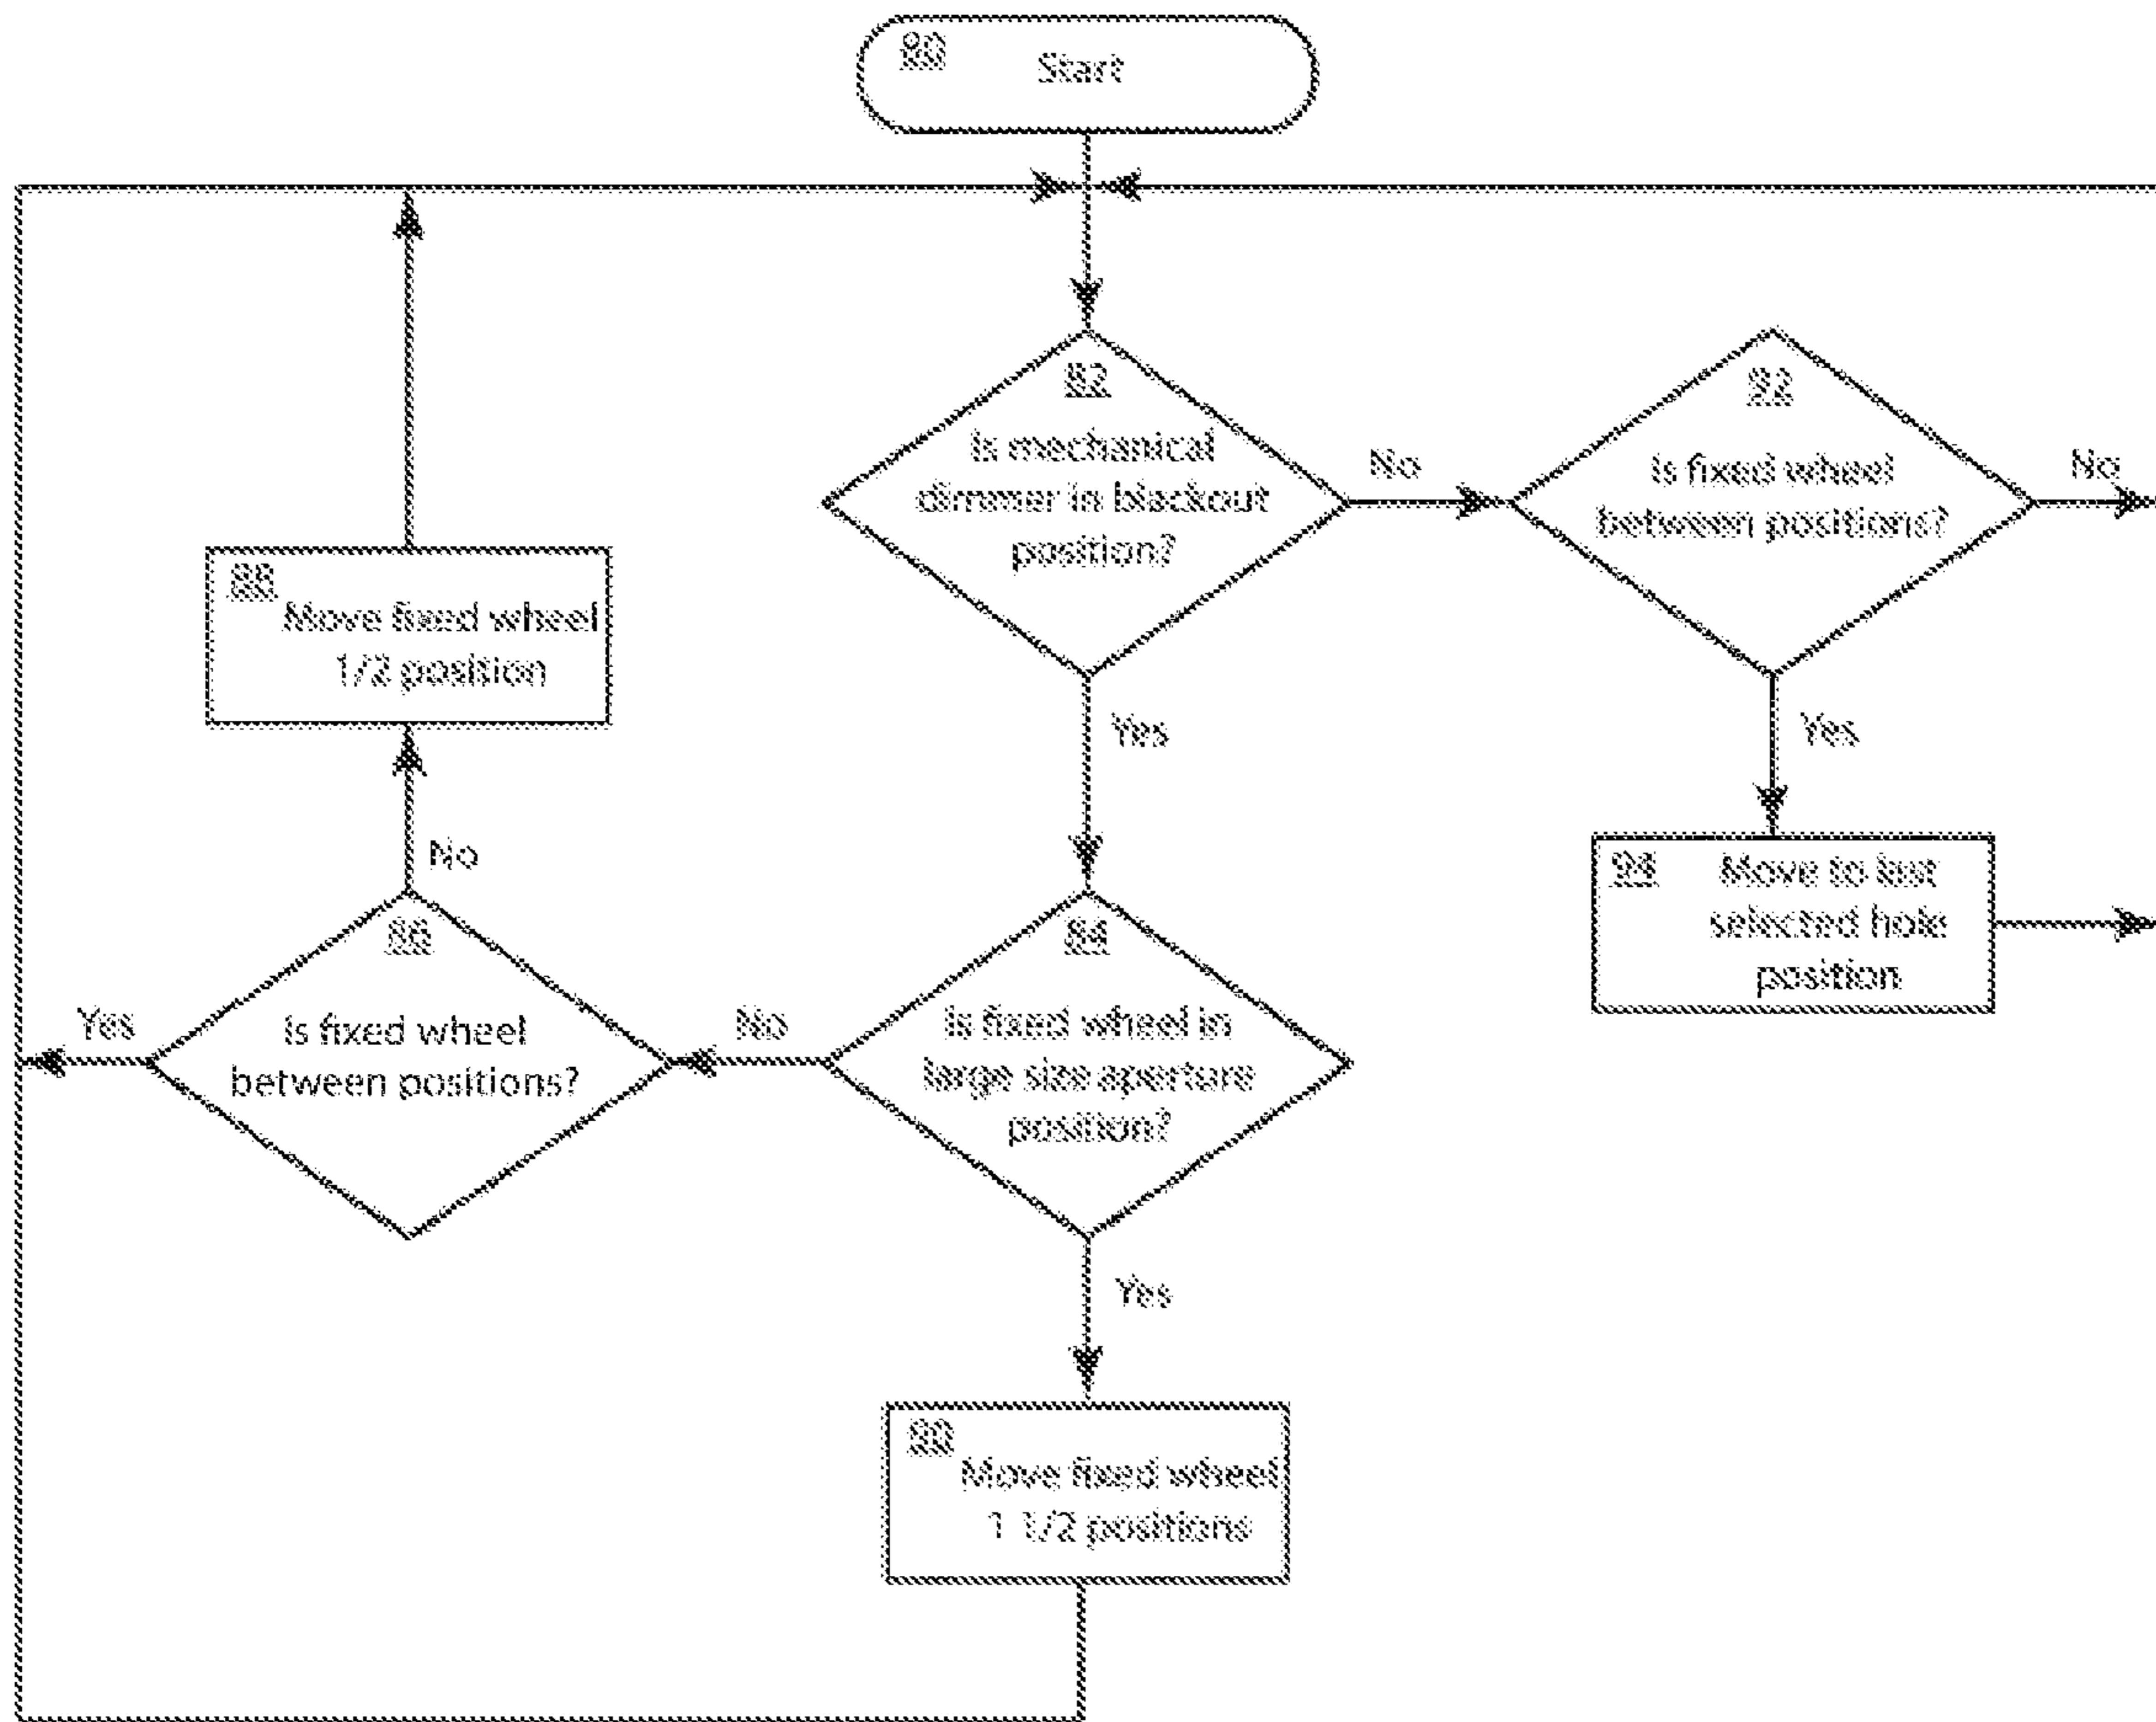 80
Start
82
Is mechanical
dimmer in blackout
position?
No
92
Is fixed wheel
between positions?
No
Yes
94
Move to last
selected hole
position
Yes
84
Is fixed wheel in
large size aperture
position?
No
86
Is fixed wheel
between positions?
Yes
No
88
Move fixed wheel
1/2 position
Yes
90
Move fixed wheel
1 1/2 positions